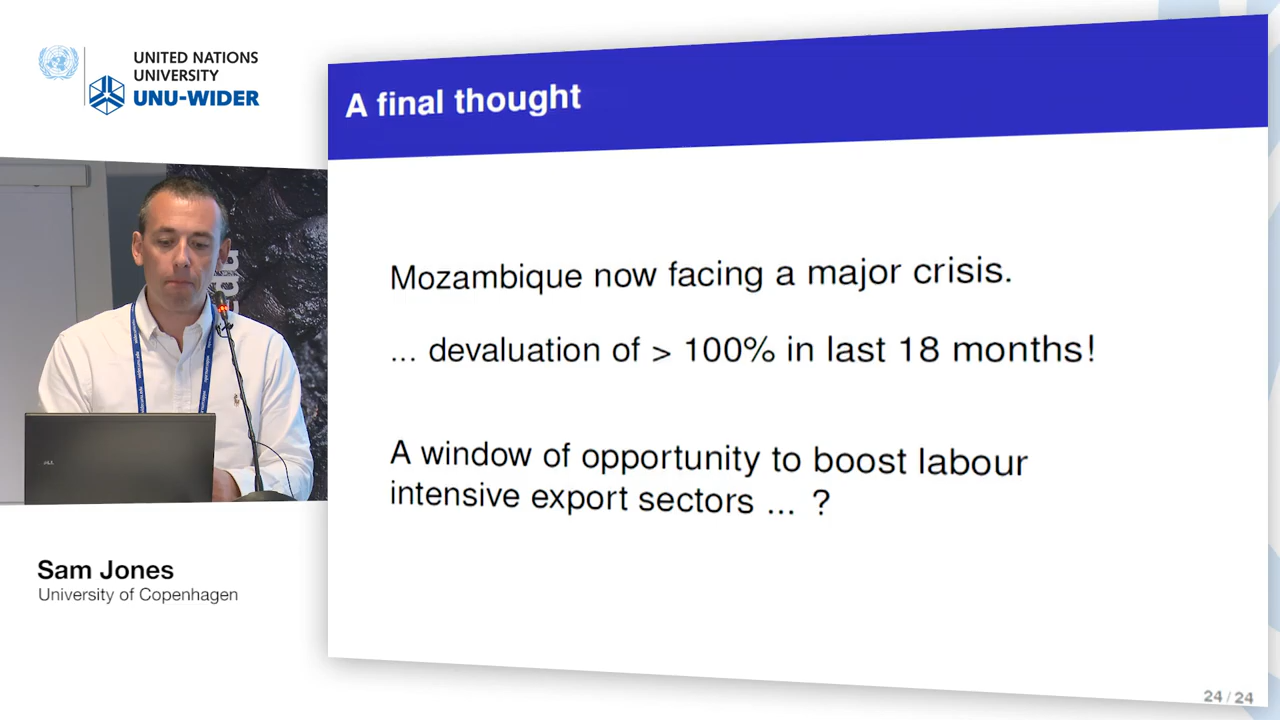 UNITED NATIONS
UNIVERSITY
UNU-WIDER
A final thought
Mozambique now facing a major crisis.
... devaluation of > 100% in last 18 months!
A window of opportunity to boost labour
intensive export sectors ... ?
Sam Jones
University of Copenhagen
24 / 24